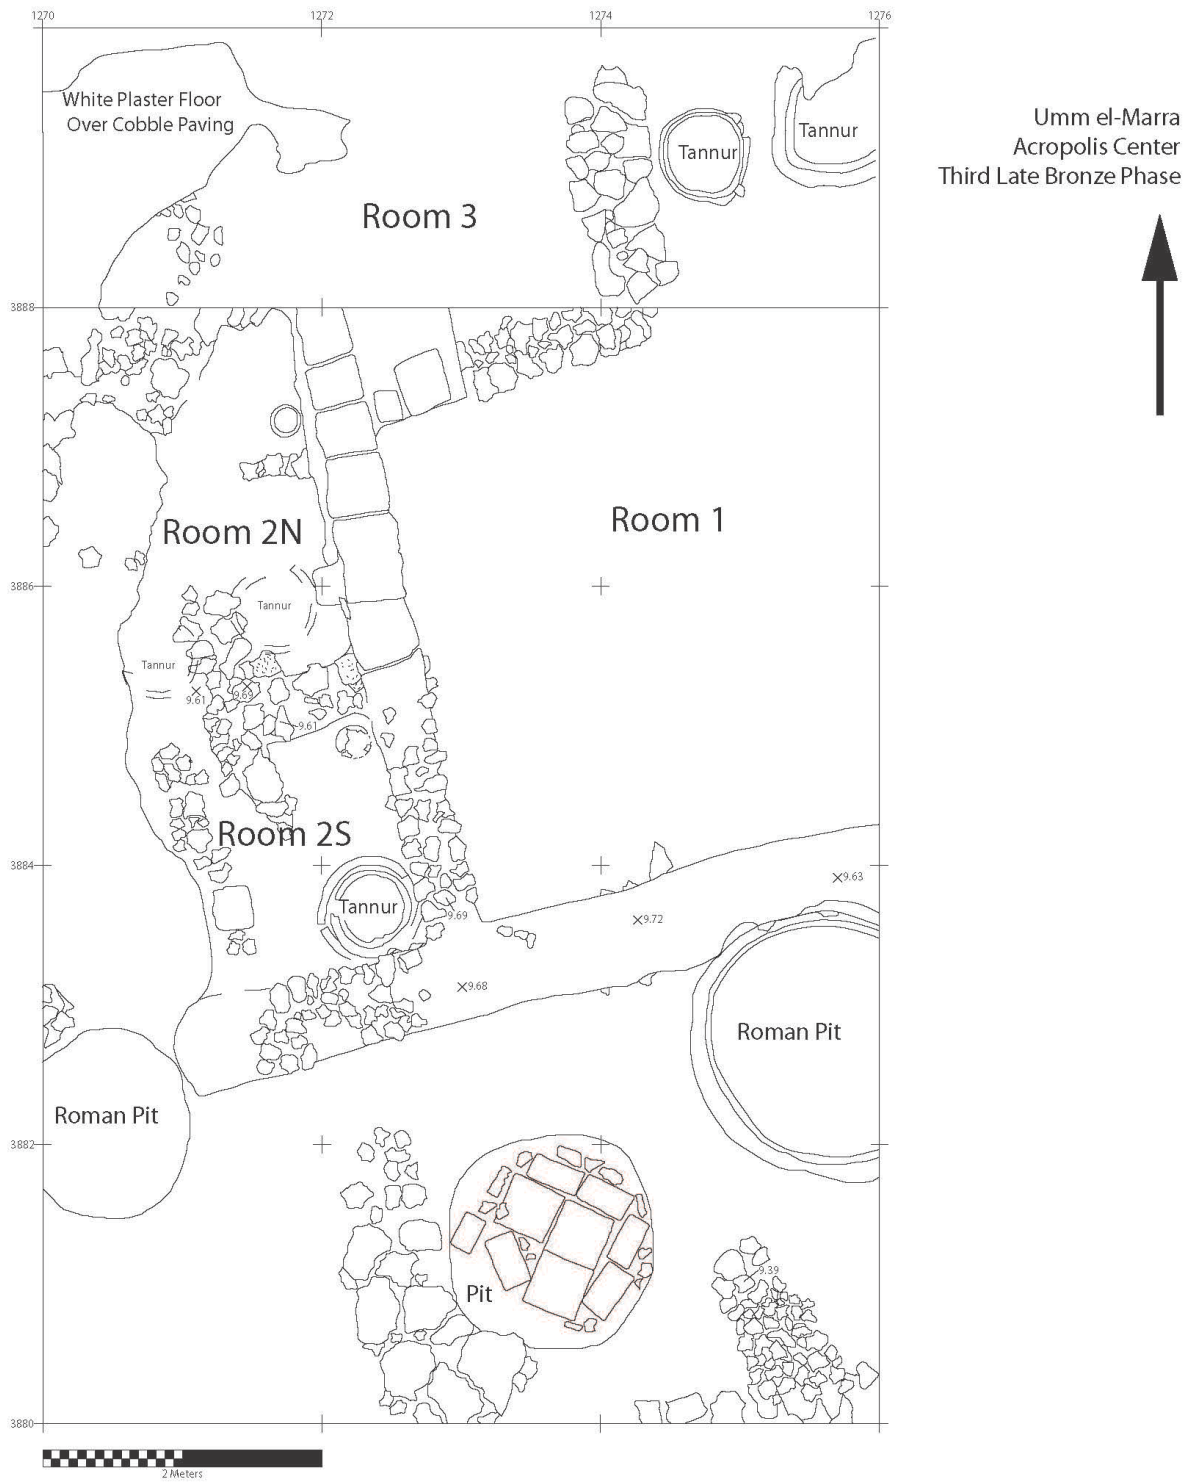 1270
1272
1274
1276
White Plaster Floor
Over Cobble Paving
Tannur
Tannur
Umm el-Marra
Acropolis Center
Third Late Bronze Phase
Room 3
3888
Room 2N
Room 1
3886
Tannur
Tannur
9.61
9.69
9.61
Room 2S
3884
Tannur
9.63
9.69
9.72
9.68
Roman Pit
Roman Pit
3882
9.39
Pit
3880
2 Meters